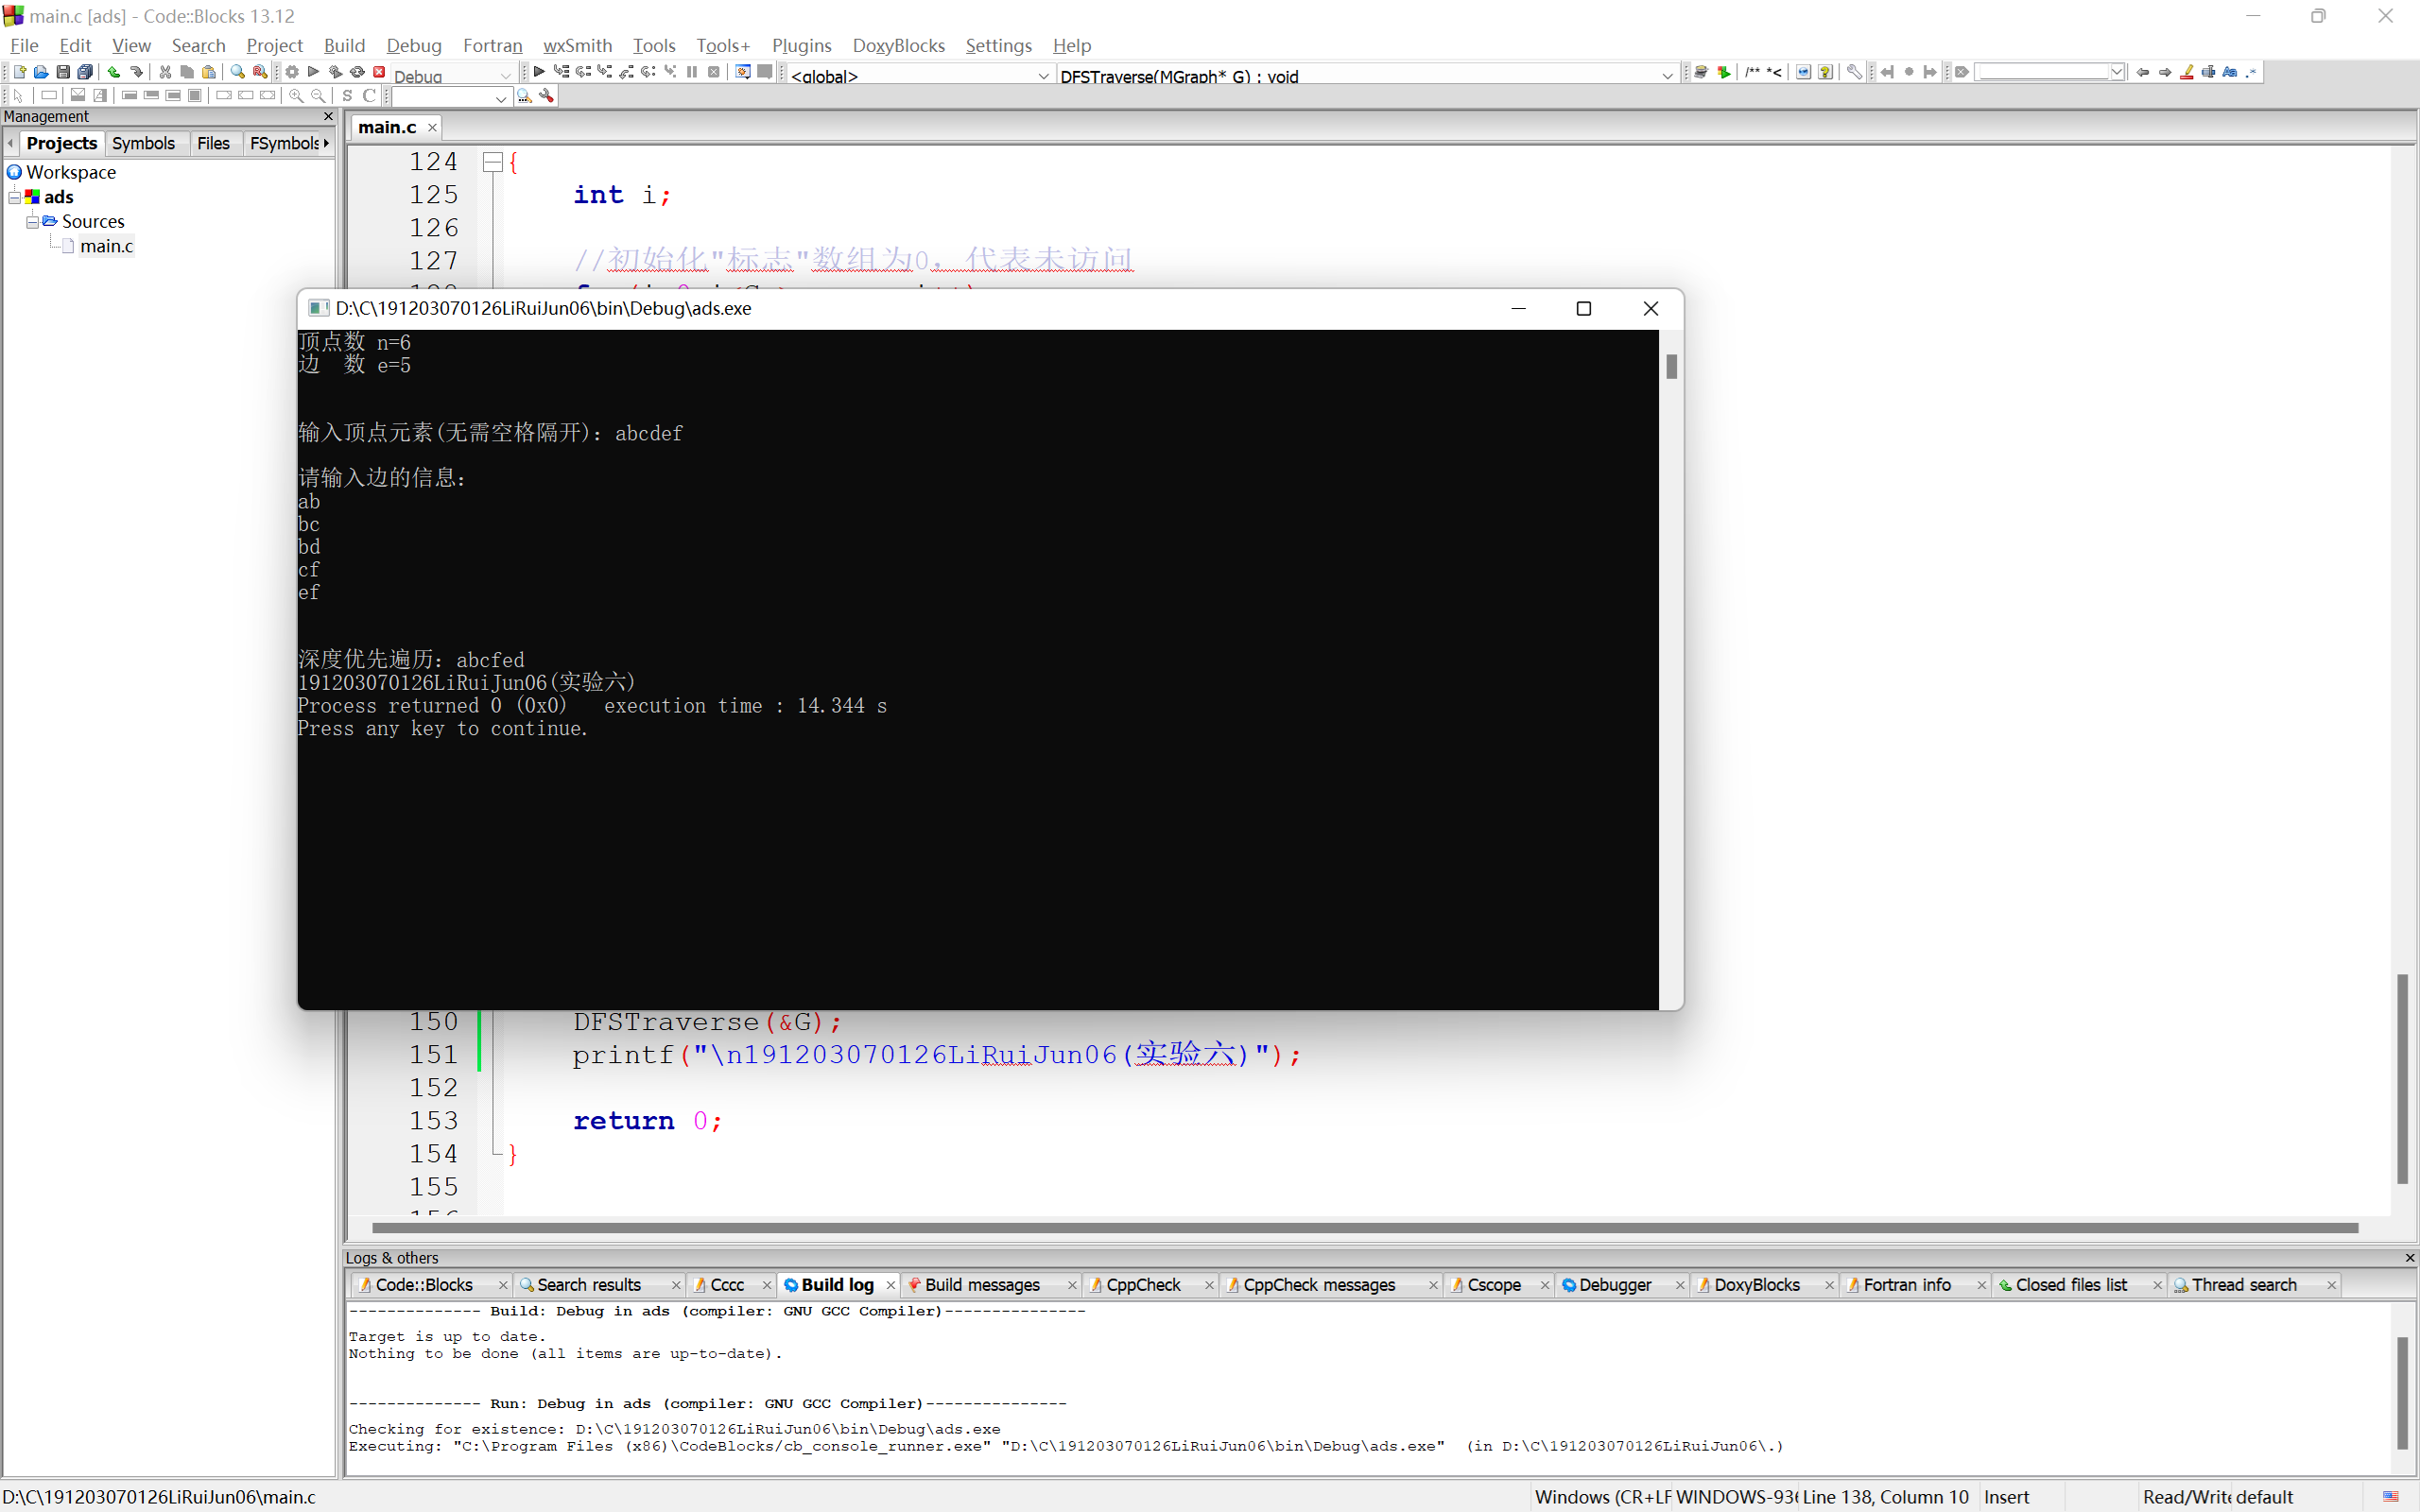 main.c [ads] - Code::Blocks 13.12
File Edit View Search Project Build Debug Fortran wxSmith Tools Tools+ Plugins DoxyBlocks Settings Help
Debug <global> DFSTraverse(MGraph* G) : void /** *<
S C
Management
Projects Symbols Files FSymbols
main.c
Workspace
ads
Sources
main.c
124 {
125 int i;
126
127 //初始化"标志"数组为0，代表未访问
D:\C\191203070126LiRuiJun06\bin\Debug\ads.exe
顶点数 n=6
边 数 e=5
输入顶点元素(无需空格隔开)：abcdef
请输入边的信息：
ab
bc
bd
cf
ef
深度优先遍历：abcfed
191203070126LiRuiJun06(实验六)
Process returned 0 (0x0) execution time : 14.344 s
Press any key to continue.
150 DFSTraverse(&G);
151 printf("\n191203070126LiRuiJun06(实验六)");
152
153 return 0;
154 }
155
Logs & others
Code::Blocks Search results Cccc Build log Build messages CppCheck CppCheck messages Cscope Debugger DoxyBlocks Fortran info Closed files list Thread search
-------------- Build: Debug in ads (compiler: GNU GCC Compiler)---------------
Target is up to date.
Nothing to be done (all items are up-to-date).
-------------- Run: Debug in ads (compiler: GNU GCC Compiler)---------------
Checking for existence: D:\C\191203070126LiRuiJun06\bin\Debug\ads.exe
Executing: "C:\Program Files (x86)\CodeBlocks/cb_console_runner.exe" "D:\C\191203070126LiRuiJun06\bin\Debug\ads.exe" (in D:\C\191203070126LiRuiJun06\.)
D:\C\191203070126LiRuiJun06\main.c Windows (CR+LF WINDOWS-936 Line 138, Column 10 Insert Read/Write default